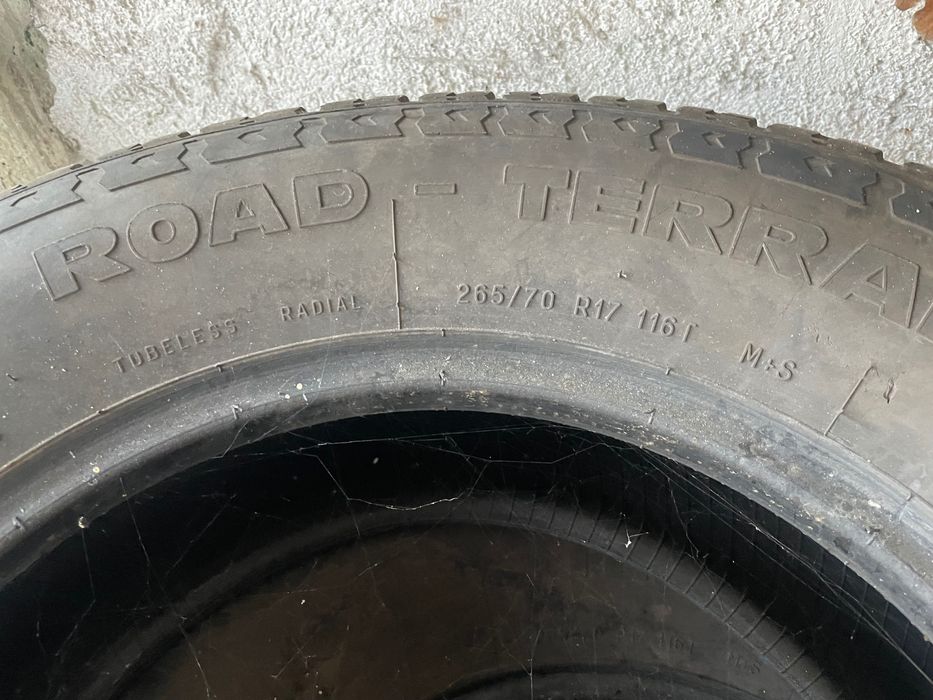 ROAD - TERRA
TUBELESS RADIAL
265/70 R17 116T M+S